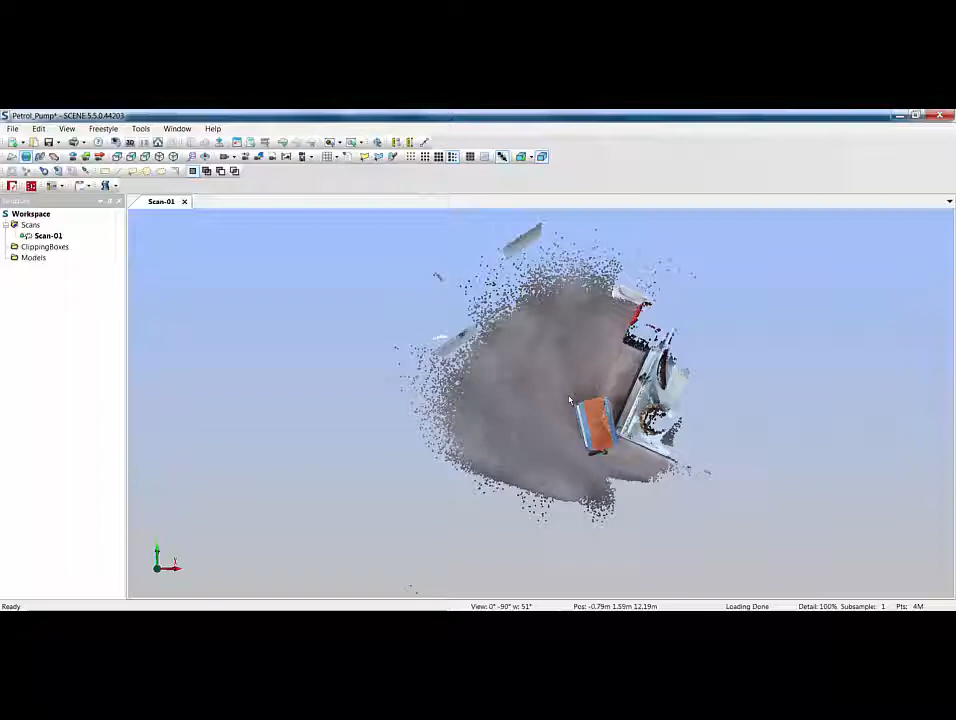 Petrol_Pump* - SCENE 5.5.0.44203
File Edit View Freestyle Tools Window Help
Structure
Scan-01
Workspace
Scans
Scan-01
ClippingBoxes
Models
Ready View: 0° -90° w: 51° Pos: -0.79m 1.59m 12.19m Loading Done Detail: 100% Subsample: 1 Pts: 4M